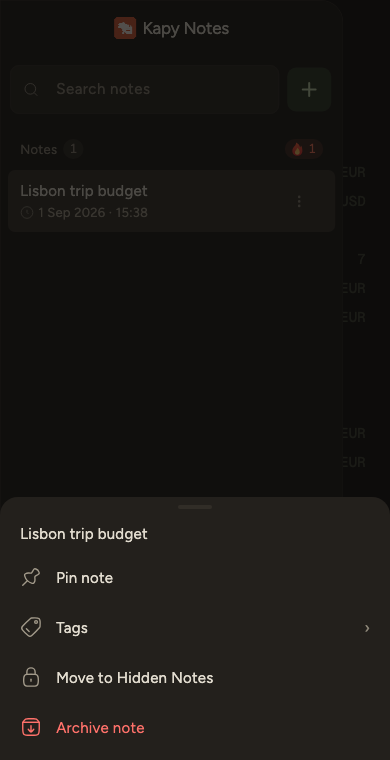 Kapy Notes
Search notes
Notes 1
1
Lisbon trip budget
1 Sep 2026 · 15:38
EUR
USD
7
EUR
EUR
EUR
EUR
Lisbon trip budget
Pin note
Tags
Move to Hidden Notes
Archive note